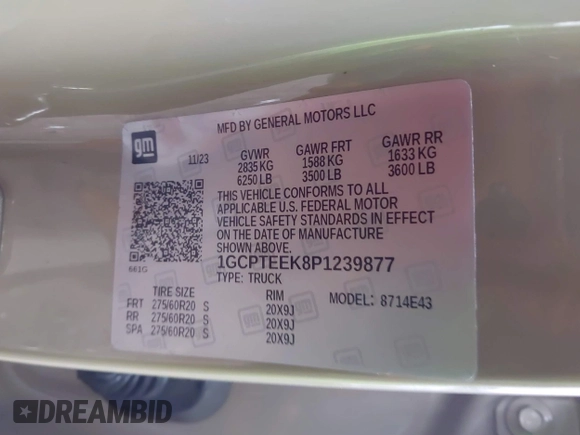 MFD BY GENERAL MOTORS LLC
gm
11/23
GVWR GAWR FRT GAWR RR
2835 KG 1588 KG 1633 KG
6250 LB 3500 LB 3600 LB
THIS VEHICLE CONFORMS TO ALL
APPLICABLE U.S. FEDERAL MOTOR
VEHICLE SAFETY STANDARDS IN EFFECT
ON THE DATE OF MANUFACTURE
SHOWN ABOVE.
661G
1GCPTEEK8P1239877
TYPE: TRUCK
TIRE SIZE RIM MODEL: 8714E43
FRT 275/60R20 S 20X9J
RR 275/60R20 S 20X9J
SPA 275/60R20 S 20X9J
DREAMBID